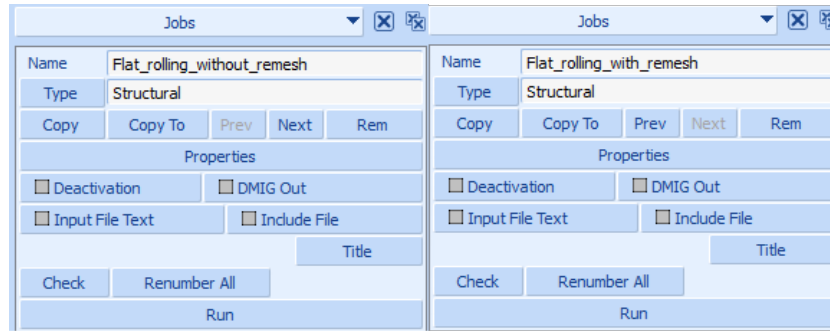 Jobs
Name Flat_rolling_without_remesh
Type Structural
Copy Copy To Prev Next Rem
Properties
Deactivation DMIG Out
Input File Text Include File
Title
Check Renumber All
Run
Jobs
Name Flat_rolling_with_remesh
Type Structural
Copy Copy To Prev Next Rem
Properties
Deactivation DMIG Out
Input File Text Include File
Title
Check Renumber All
Run